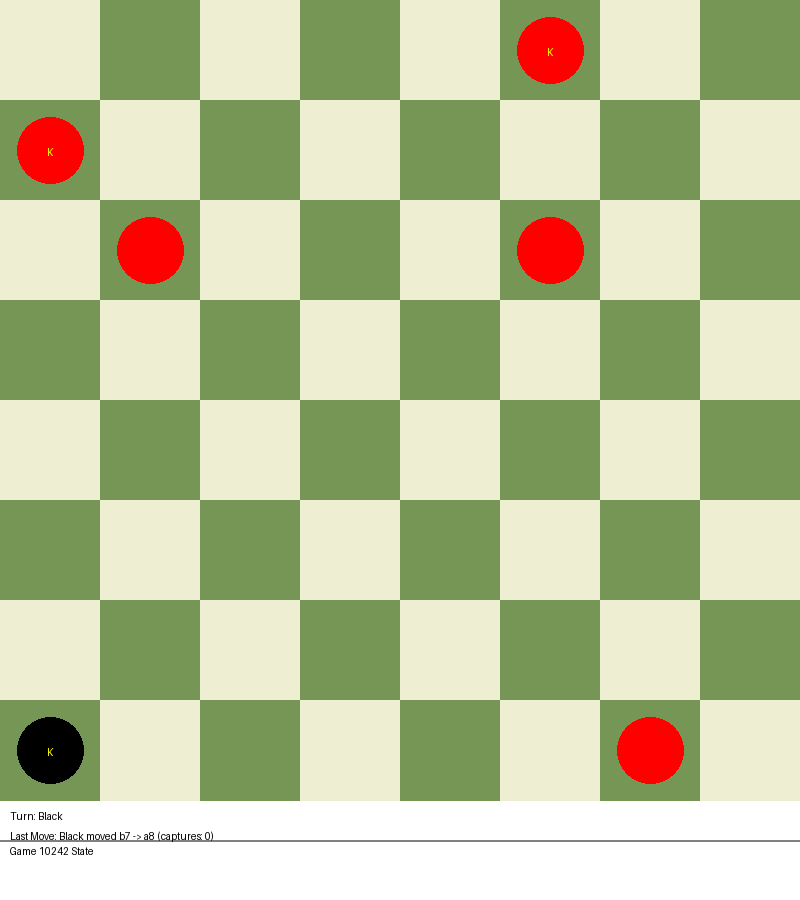 K
K
K
Turn: Black
Last Move: Black moved b7 -> a8 (captures: 0)
Game 10242 State